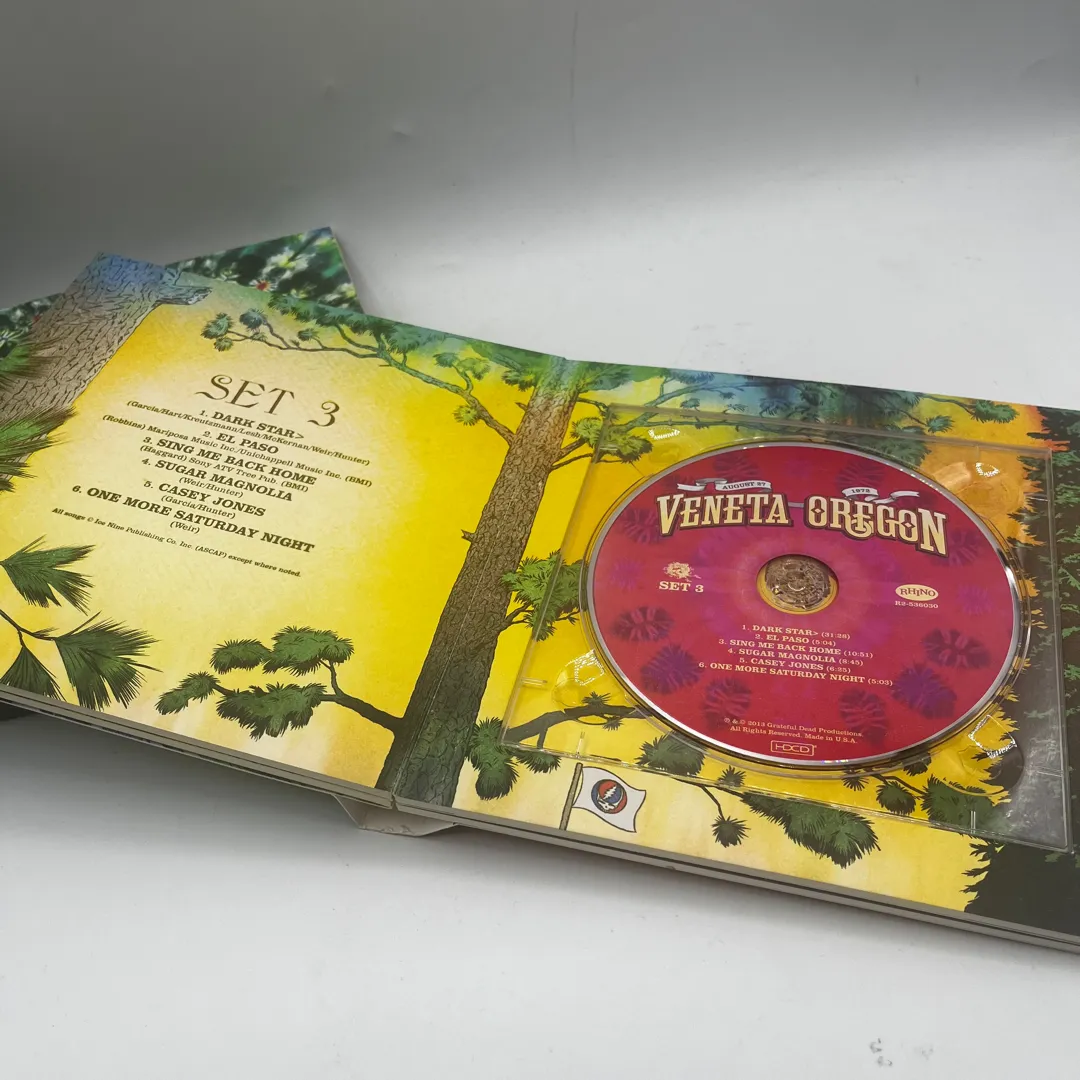 SET 3
1. DARK STAR>
(Garcia/Hart/Kreutzmann/Lesh/McKernan/Weir/Hunter)
2. EL PASO
(Robbins) Mariposa Music Inc./Unichappell Music Inc. (BMI)
3. SING ME BACK HOME
(Haggard) Sony ATV Tree Pub. (BMI)
4. SUGAR MAGNOLIA
(Weir/Hunter)
5. CASEY JONES
(Garcia/Hunter)
6. ONE MORE SATURDAY NIGHT
(Weir)
All songs © Ice Nine Publishing Co. Inc. (ASCAP) except where noted.
AUGUST 27 1972
VENETA OREGON
SET 3
RHINO
R2-536030
1. DARK STAR> (31:28)
2. EL PASO (5:04)
3. SING ME BACK HOME (10:51)
4. SUGAR MAGNOLIA (8:45)
5. CASEY JONES (6:25)
6. ONE MORE SATURDAY NIGHT (5:03)
℗ & © 2013 Grateful Dead Productions.
All Rights Reserved. Made in U.S.A.
HDCD